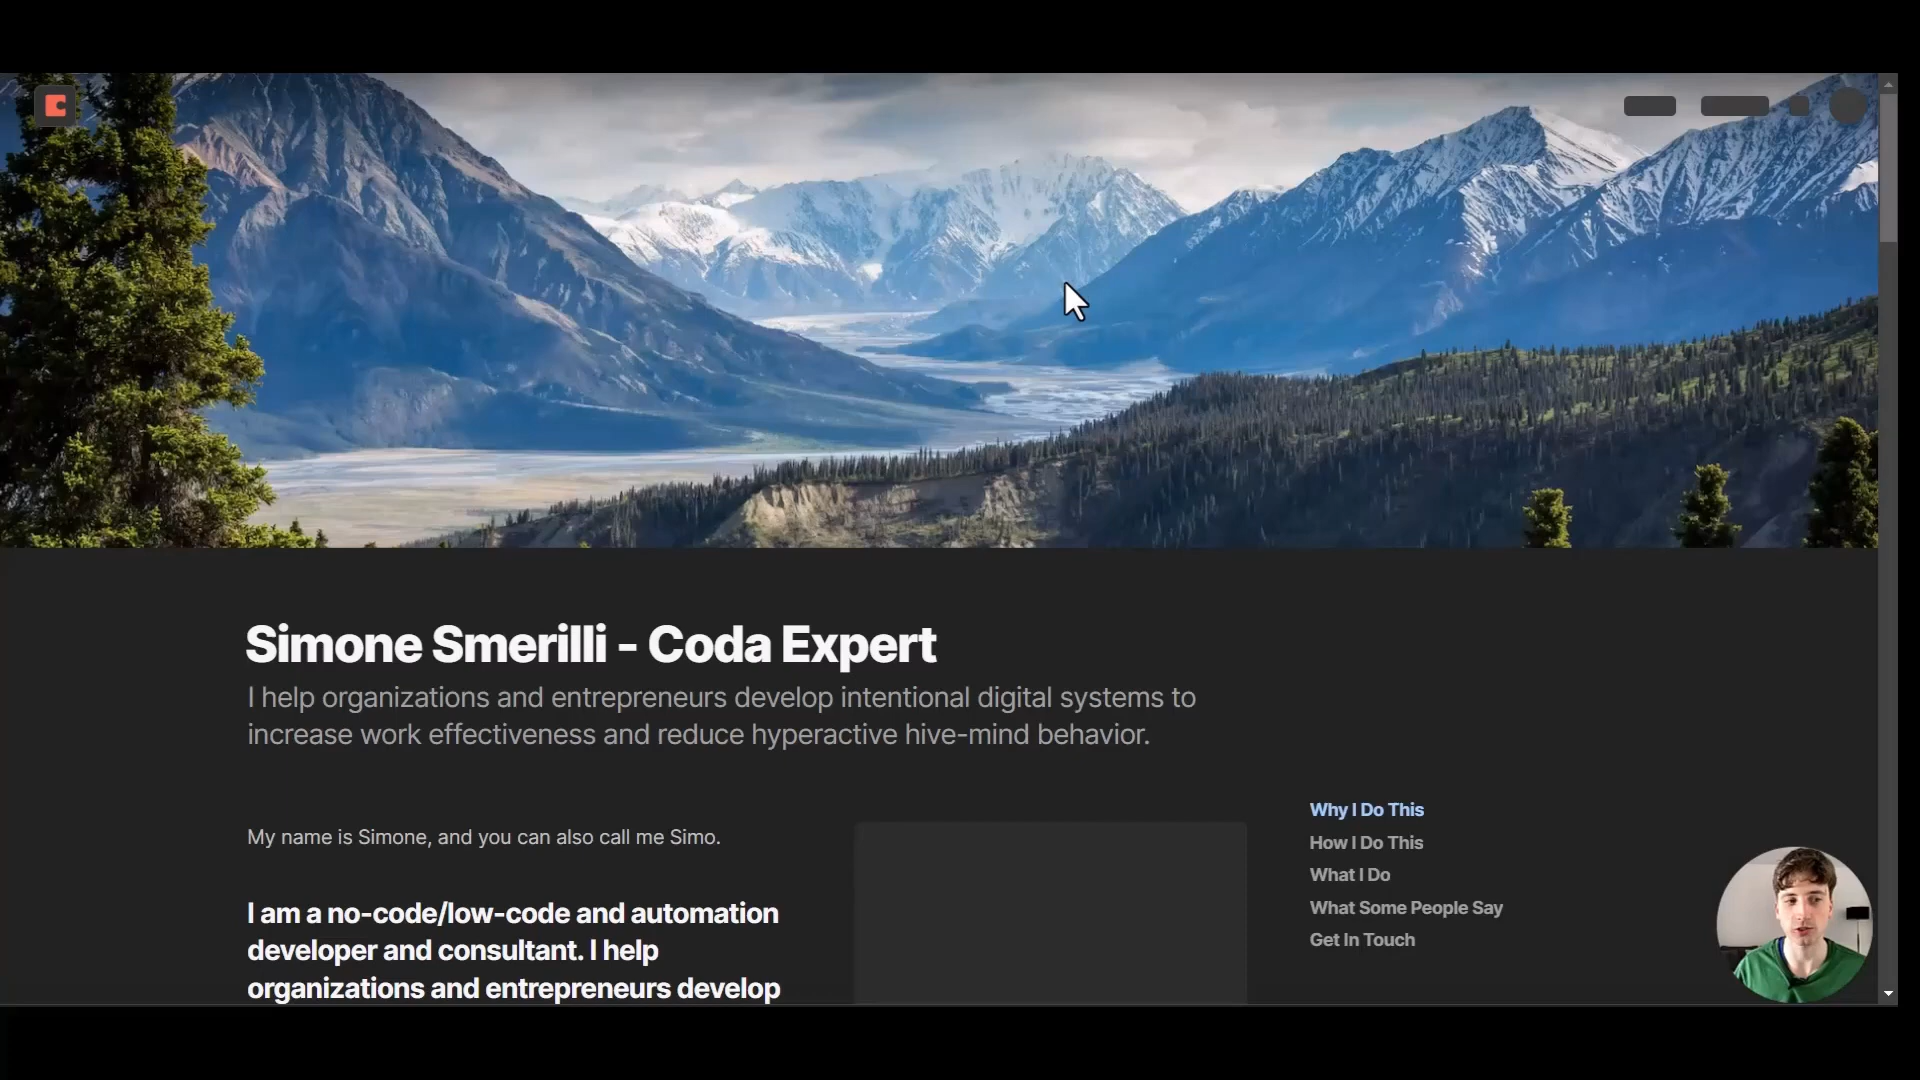 Simone Smerilli - Coda Expert
I help organizations and entrepreneurs develop intentional digital systems to
increase work effectiveness and reduce hyperactive hive-mind behavior.
My name is Simone, and you can also call me Simo.
I am a no-code/low-code and automation
developer and consultant. I help
organizations and entrepreneurs develop
Why I Do This
How I Do This
What I Do
What Some People Say
Get In Touch